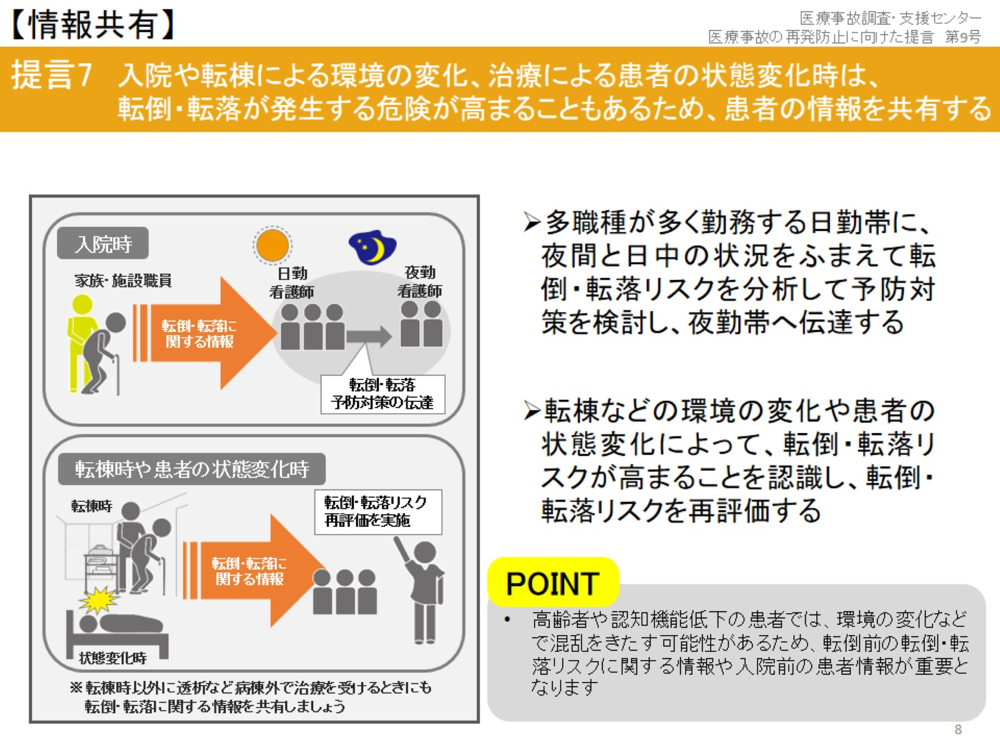 【情報共有】
医療事故調査・支援センター
医療事故の再発防止に向けた提言 第9号
提言7 入院や転棟による環境の変化、治療による患者の状態変化時は、
転倒・転落が発生する危険が高まることもあるため、患者の情報を共有する
入院時
家族・施設職員
転倒・転落に
関する情報
日勤
看護師
夜勤
看護師
転倒・転落
予防対策の伝達
転棟時や患者の状態変化時
転棟時
状態変化時
転倒・転落に
関する情報
転倒・転落リスク
再評価を実施
※転棟時以外に透析など病棟外で治療を受けるときにも
転倒・転落に関する情報を共有しましょう
➢多職種が多く勤務する日勤帯に、
夜間と日中の状況をふまえて転
倒・転落リスクを分析して予防対
策を検討し、夜勤帯へ伝達する
➢転棟などの環境の変化や患者の
状態変化によって、転倒・転落リ
スクが高まることを認識し、転倒・
転落リスクを再評価する
POINT
• 高齢者や認知機能低下の患者では、環境の変化など
で混乱をきたす可能性があるため、転倒前の転倒・転
落リスクに関する情報や入院前の患者情報が重要と
なります
8